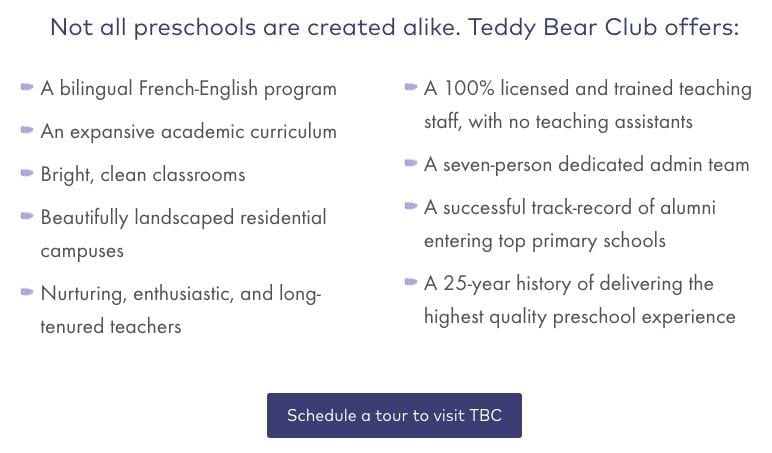 Not all preschools are created alike. Teddy Bear Club offers:
A bilingual French-English program
An expansive academic curriculum
Bright, clean classrooms
Beautifully landscaped residential
campuses
Nurturing, enthusiastic, and long-
tenured teachers
A 100% licensed and trained teaching
staff, with no teaching assistants
A seven-person dedicated admin team
A successful track-record of alumni
entering top primary schools
A 25-year history of delivering the
highest quality preschool experience
Schedule a tour to visit TBC